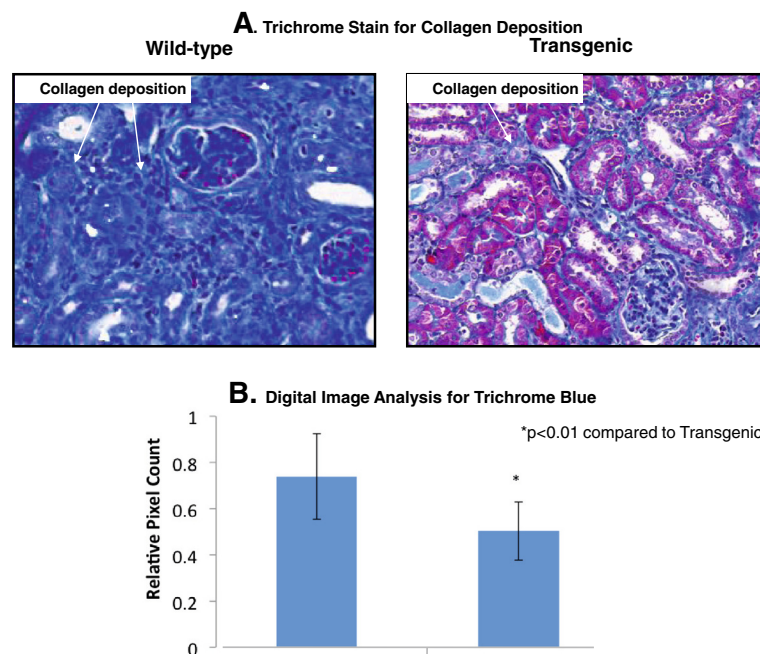 A. Trichrome Stain for Collagen Deposition
Wild-type
Transgenic
Collagen deposition
Collagen deposition
B. Digital Image Analysis for Trichrome Blue
*p<0.01 compared to Transgenic
Relative Pixel Count
1
0.8
0.6
0.4
0.2
0
*